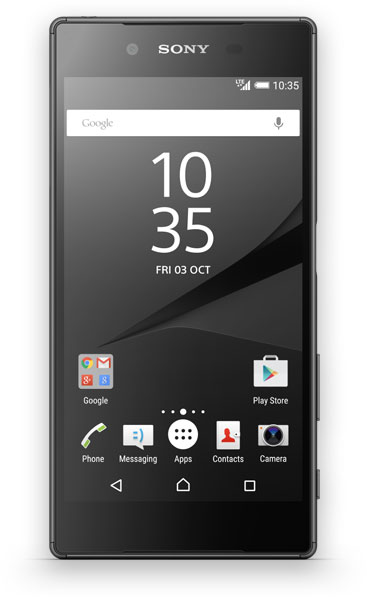 SONY
LTE 10:35
Google
10
35
FRI 03 OCT
Google
Play Store
Phone Messaging Apps Contacts Camera